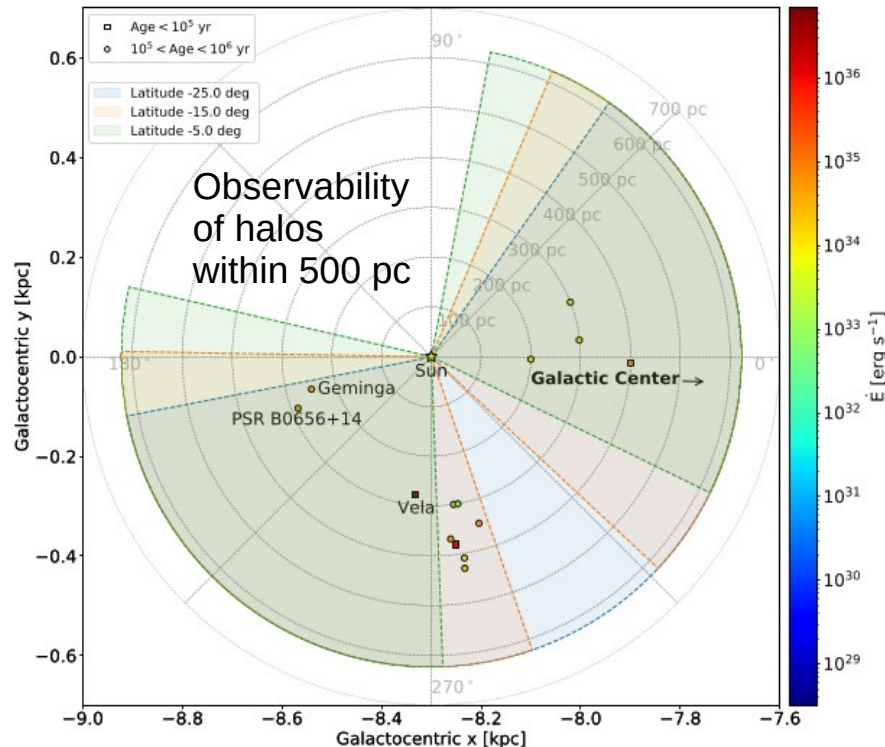 Age < 10⁵ yr
10⁵ < Age < 10⁶ yr
Latitude -25.0 deg
Latitude -15.0 deg
Latitude -5.0 deg
90°
700 pc
600 pc
500 pc
400 pc
300 pc
200 pc
100 pc
Observability
of halos
within 500 pc
180°
Sun
0°
Galactic Center→
Geminga
PSR B0656+14
Vela
270°
0.6
0.4
0.2
0.0
−0.2
−0.4
−0.6
Galactocentric y [kpc]
−9.0 −8.8 −8.6 −8.4 −8.2 −8.0 −7.8 −7.6
Galactocentric x [kpc]
10³⁶
10³⁵
10³⁴
10³³
10³²
10³¹
10³⁰
10²⁹
Ė [erg s⁻¹]